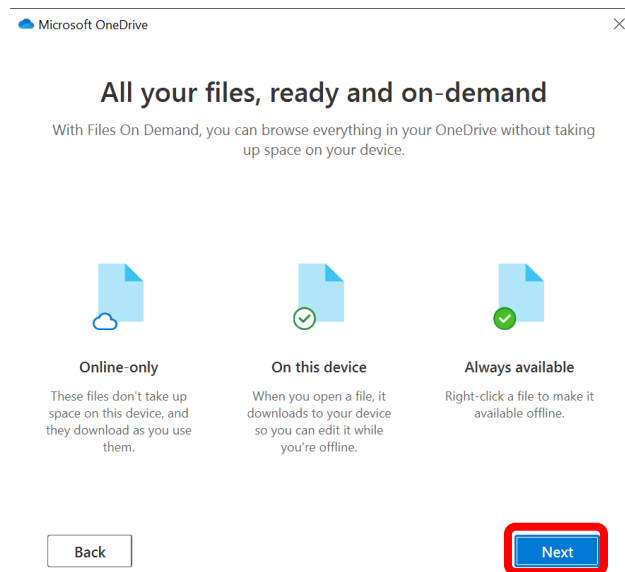 Microsoft OneDrive
All your files, ready and on-demand
With Files On Demand, you can browse everything in your OneDrive without taking
up space on your device.
Online-only
These files don't take up
space on this device, and
they download as you use
them.
On this device
When you open a file, it
downloads to your device
so you can edit it while
you're offline.
Always available
Right-click a file to make it
available offline.
Back
Next